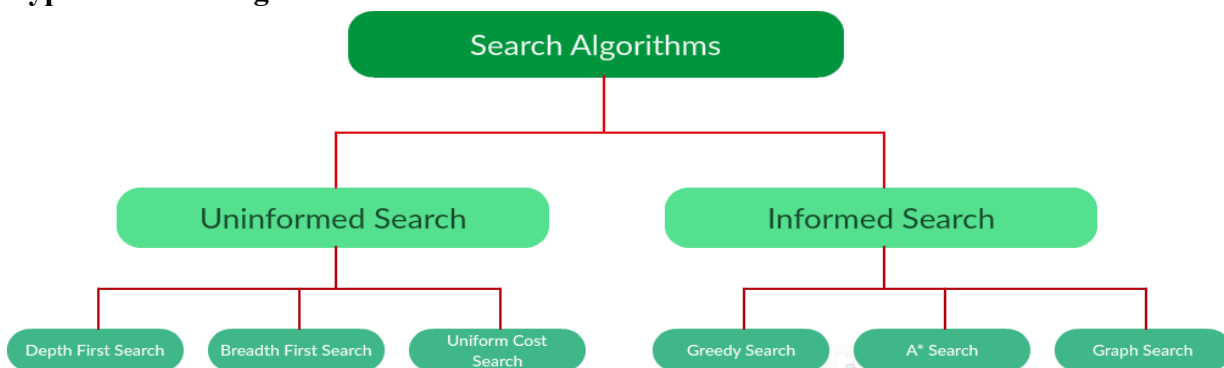 Search Algorithms
Uninformed Search
Informed Search
Depth First Search
Breadth First Search
Uniform Cost
Search
Greedy Search
A* Search
Graph Search